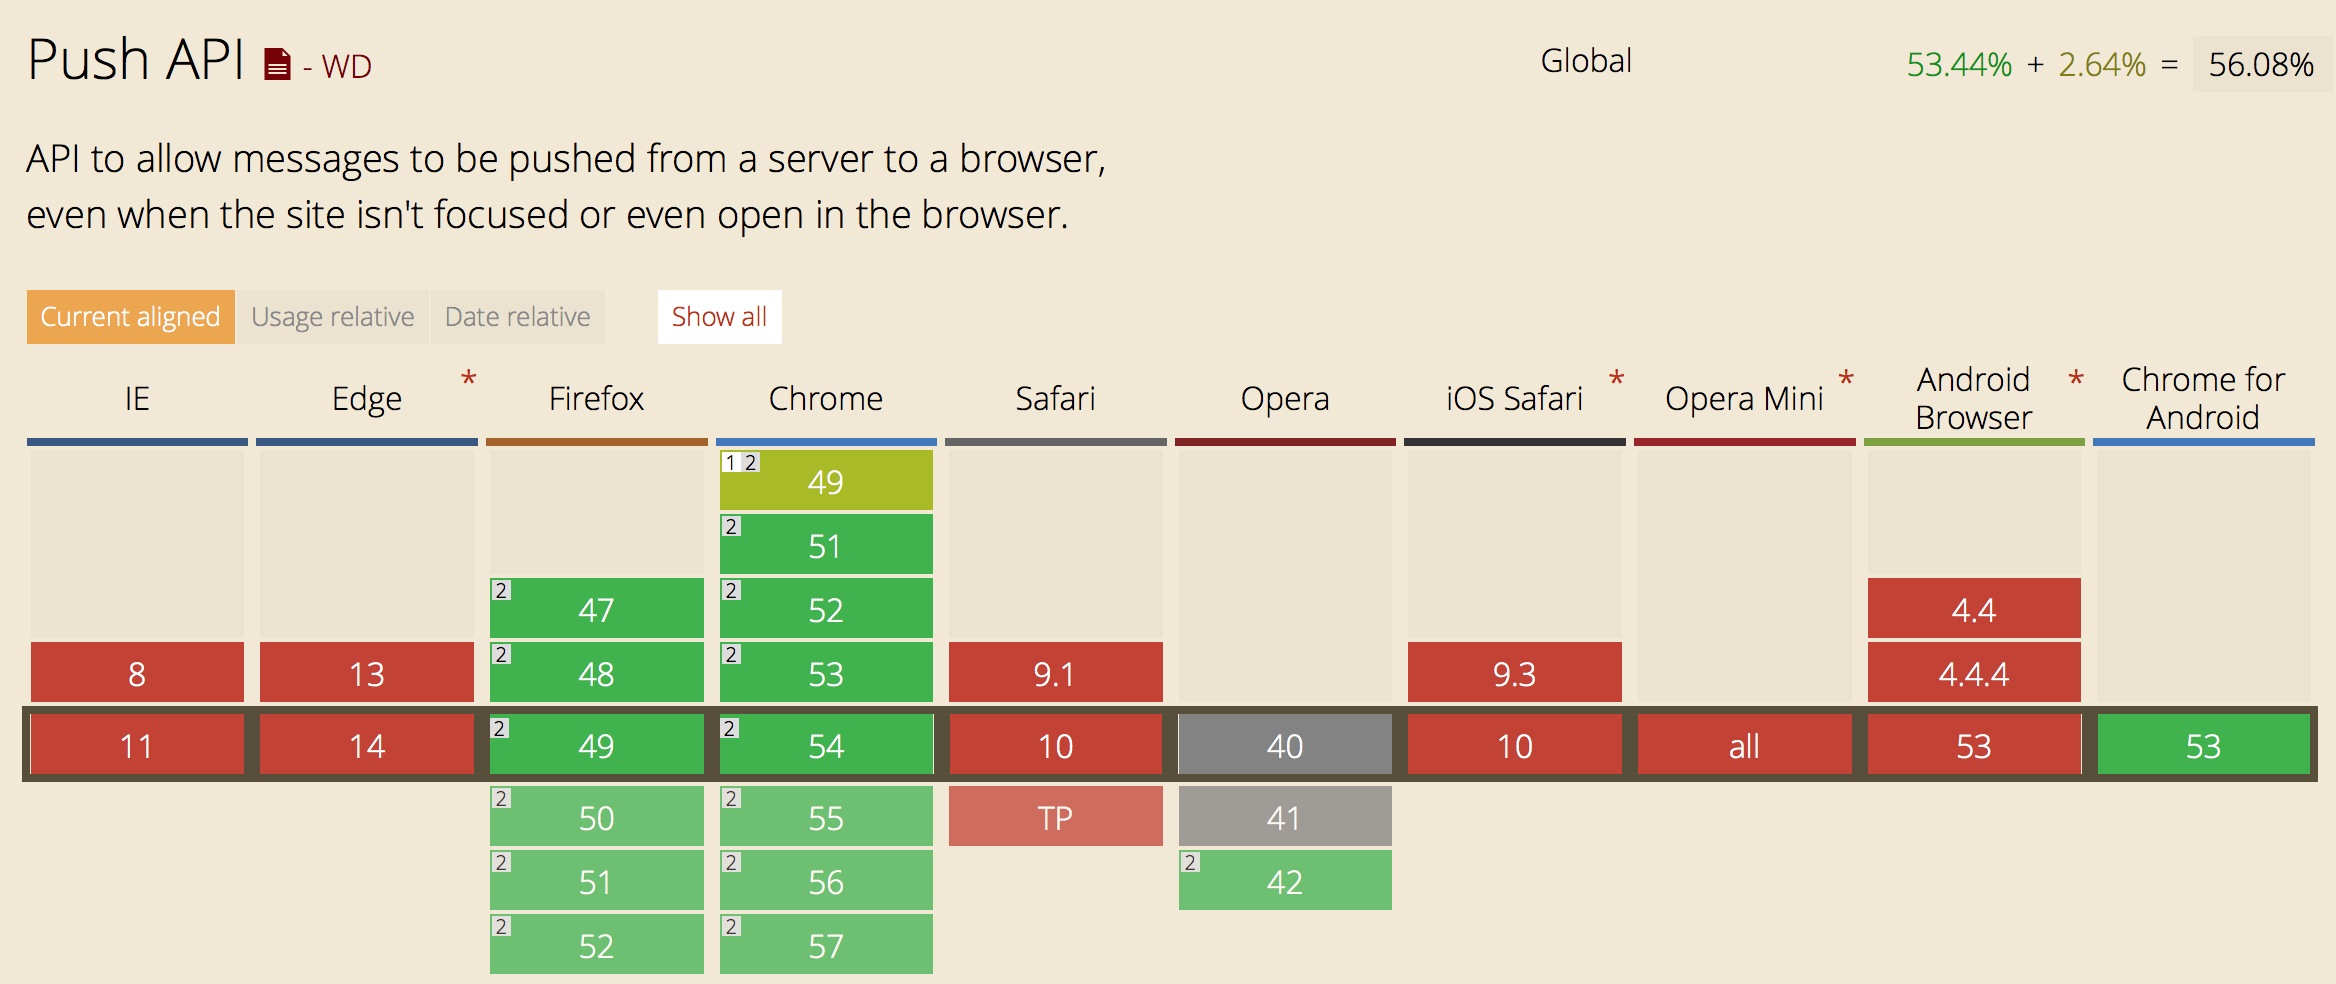 Push API - WD
Global
53.44% + 2.64% = 56.08%
API to allow messages to be pushed from a server to a browser,
even when the site isn't focused or even open in the browser.
Current aligned Usage relative Date relative Show all
IE Edge * Firefox Chrome Safari Opera iOS Safari * Opera Mini * Android Browser * Chrome for Android
1 2 49
2 51
2 47 2 52 4.4
8 13 2 48 2 53 9.1 9.3 4.4.4
11 14 2 49 2 54 10 40 10 all 53 53
2 50 2 55 TP 41
2 51 2 56 2 42
2 52 2 57